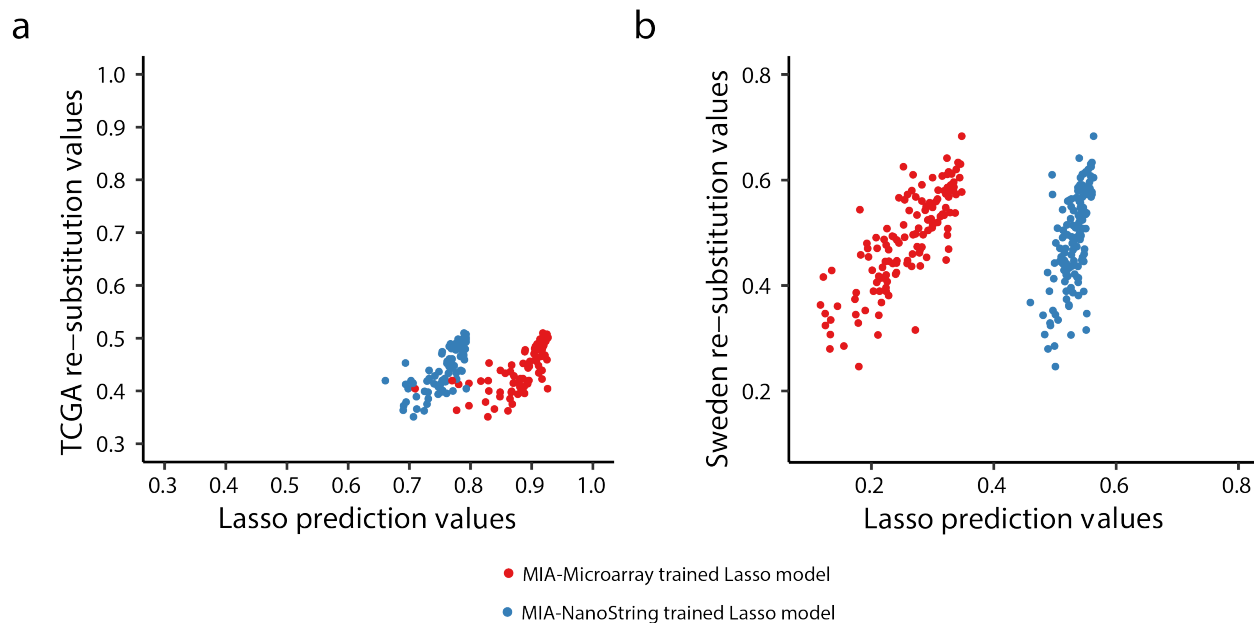 a
TCGA re−substitution values
1.0
0.9
0.8
0.7
0.6
0.5
0.4
0.3
0.3 0.4 0.5 0.6 0.7 0.8 0.9 1.0
Lasso prediction values
b
Sweden re−substitution values
0.8
0.6
0.4
0.2
0.2 0.4 0.6 0.8
Lasso prediction values
MIA-Microarray trained Lasso model
MIA-NanoString trained Lasso model